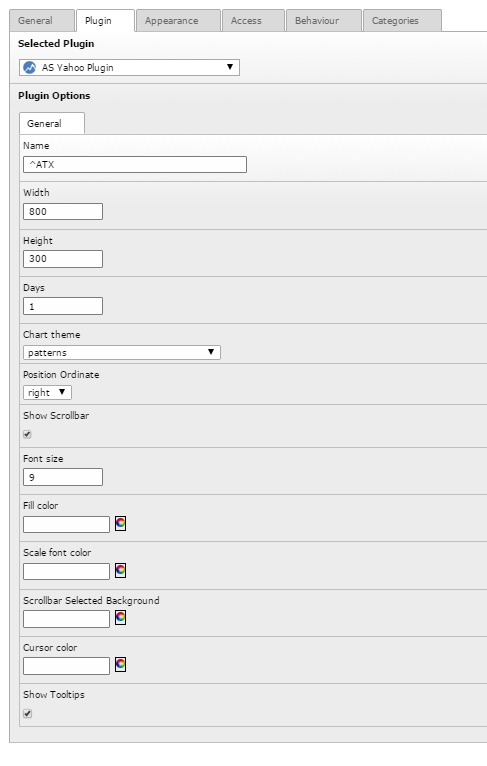 General Plugin Appearance Access Behaviour Categories
Selected Plugin
AS Yahoo Plugin
Plugin Options
General
Name
^ATX
Width
800
Height
300
Days
1
Chart theme
patterns
Position Ordinate
right
Show Scrollbar
Font size
9
Fill color
Scale font color
Scrollbar Selected Background
Cursor color
Show Tooltips